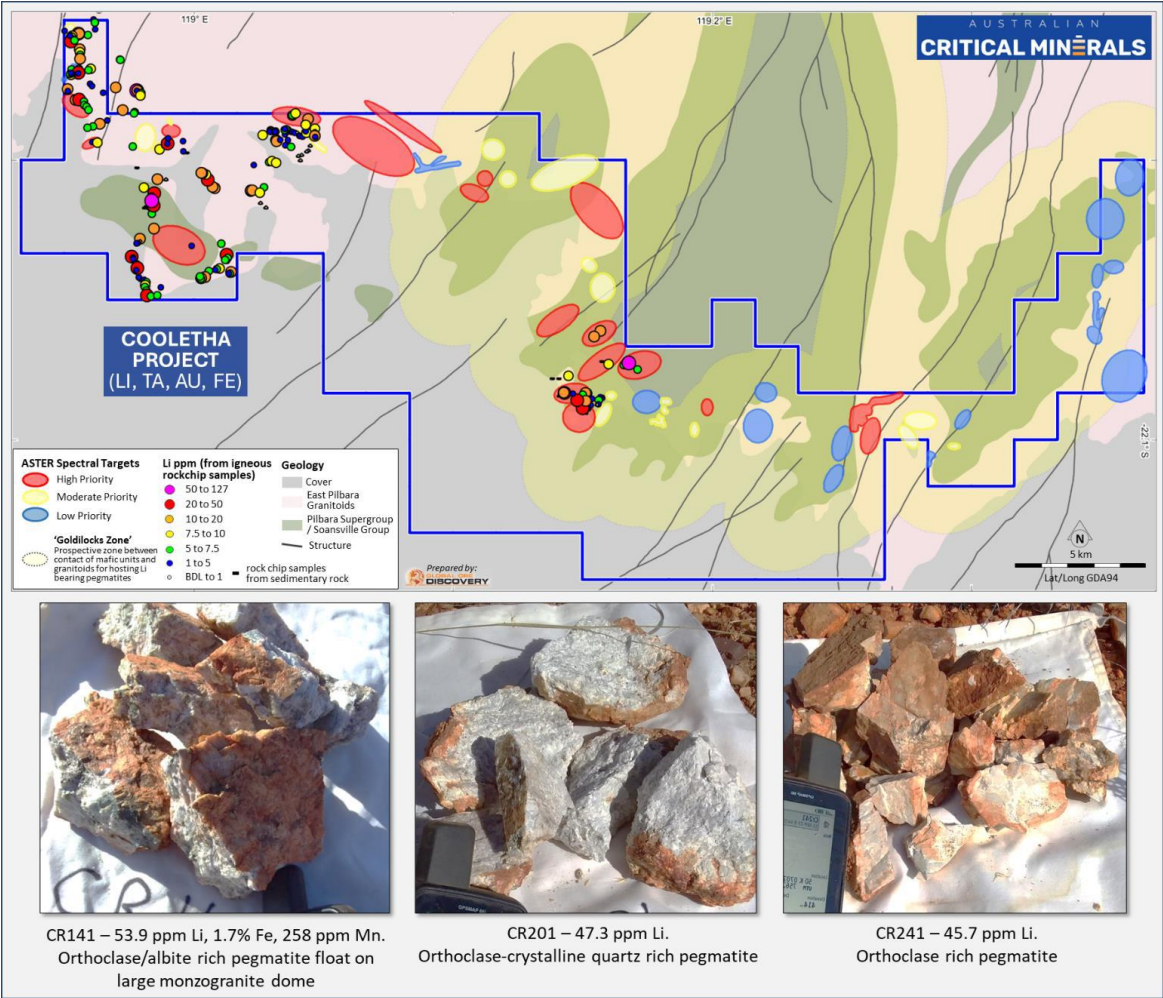 119° E
119.2° E
AUSTRALIAN
CRITICAL MINERALS
COOLETHA
PROJECT
(LI, TA, AU, FE)
-22.1° S
ASTER Spectral Targets
High Priority
Moderate Priority
Low Priority
'Goldilocks Zone'
Prospective zone between
contact of mafic units and
granitoids for hosting Li
bearing pegmatites
Li ppm (from igneous
rockchip samples)
50 to 127
20 to 50
10 to 20
7.5 to 10
5 to 7.5
1 to 5
BDL to 1
rock chip samples
from sedimentary rock
Geology
Cover
East Pilbara
Granitoids
Pilbara Supergroup
/ Soansville Group
Structure
Prepared by:
GLOBAL ORE
DISCOVERY
N
5 km
Lat/Long GDA94
CR141 – 53.9 ppm Li, 1.7% Fe, 258 ppm Mn.
Orthoclase/albite rich pegmatite float on
large monzogranite dome
CR201 – 47.3 ppm Li.
Orthoclase-crystalline quartz rich pegmatite
CR241 – 45.7 ppm Li.
Orthoclase rich pegmatite